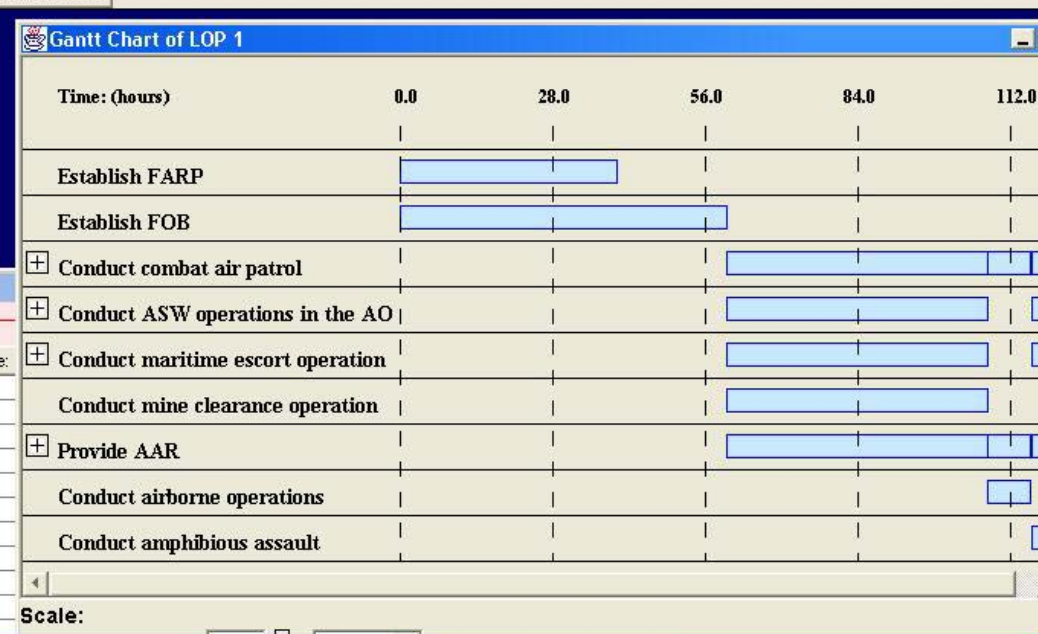 Gantt Chart of LOP 1
Time: (hours) 0.0 28.0 56.0 84.0 112.0
Establish FARP
Establish FOB
Conduct combat air patrol
Conduct ASW operations in the AO
Conduct maritime escort operation
e:
Conduct mine clearance operation
Provide AAR
Conduct airborne operations
Conduct amphibious assault
Scale: